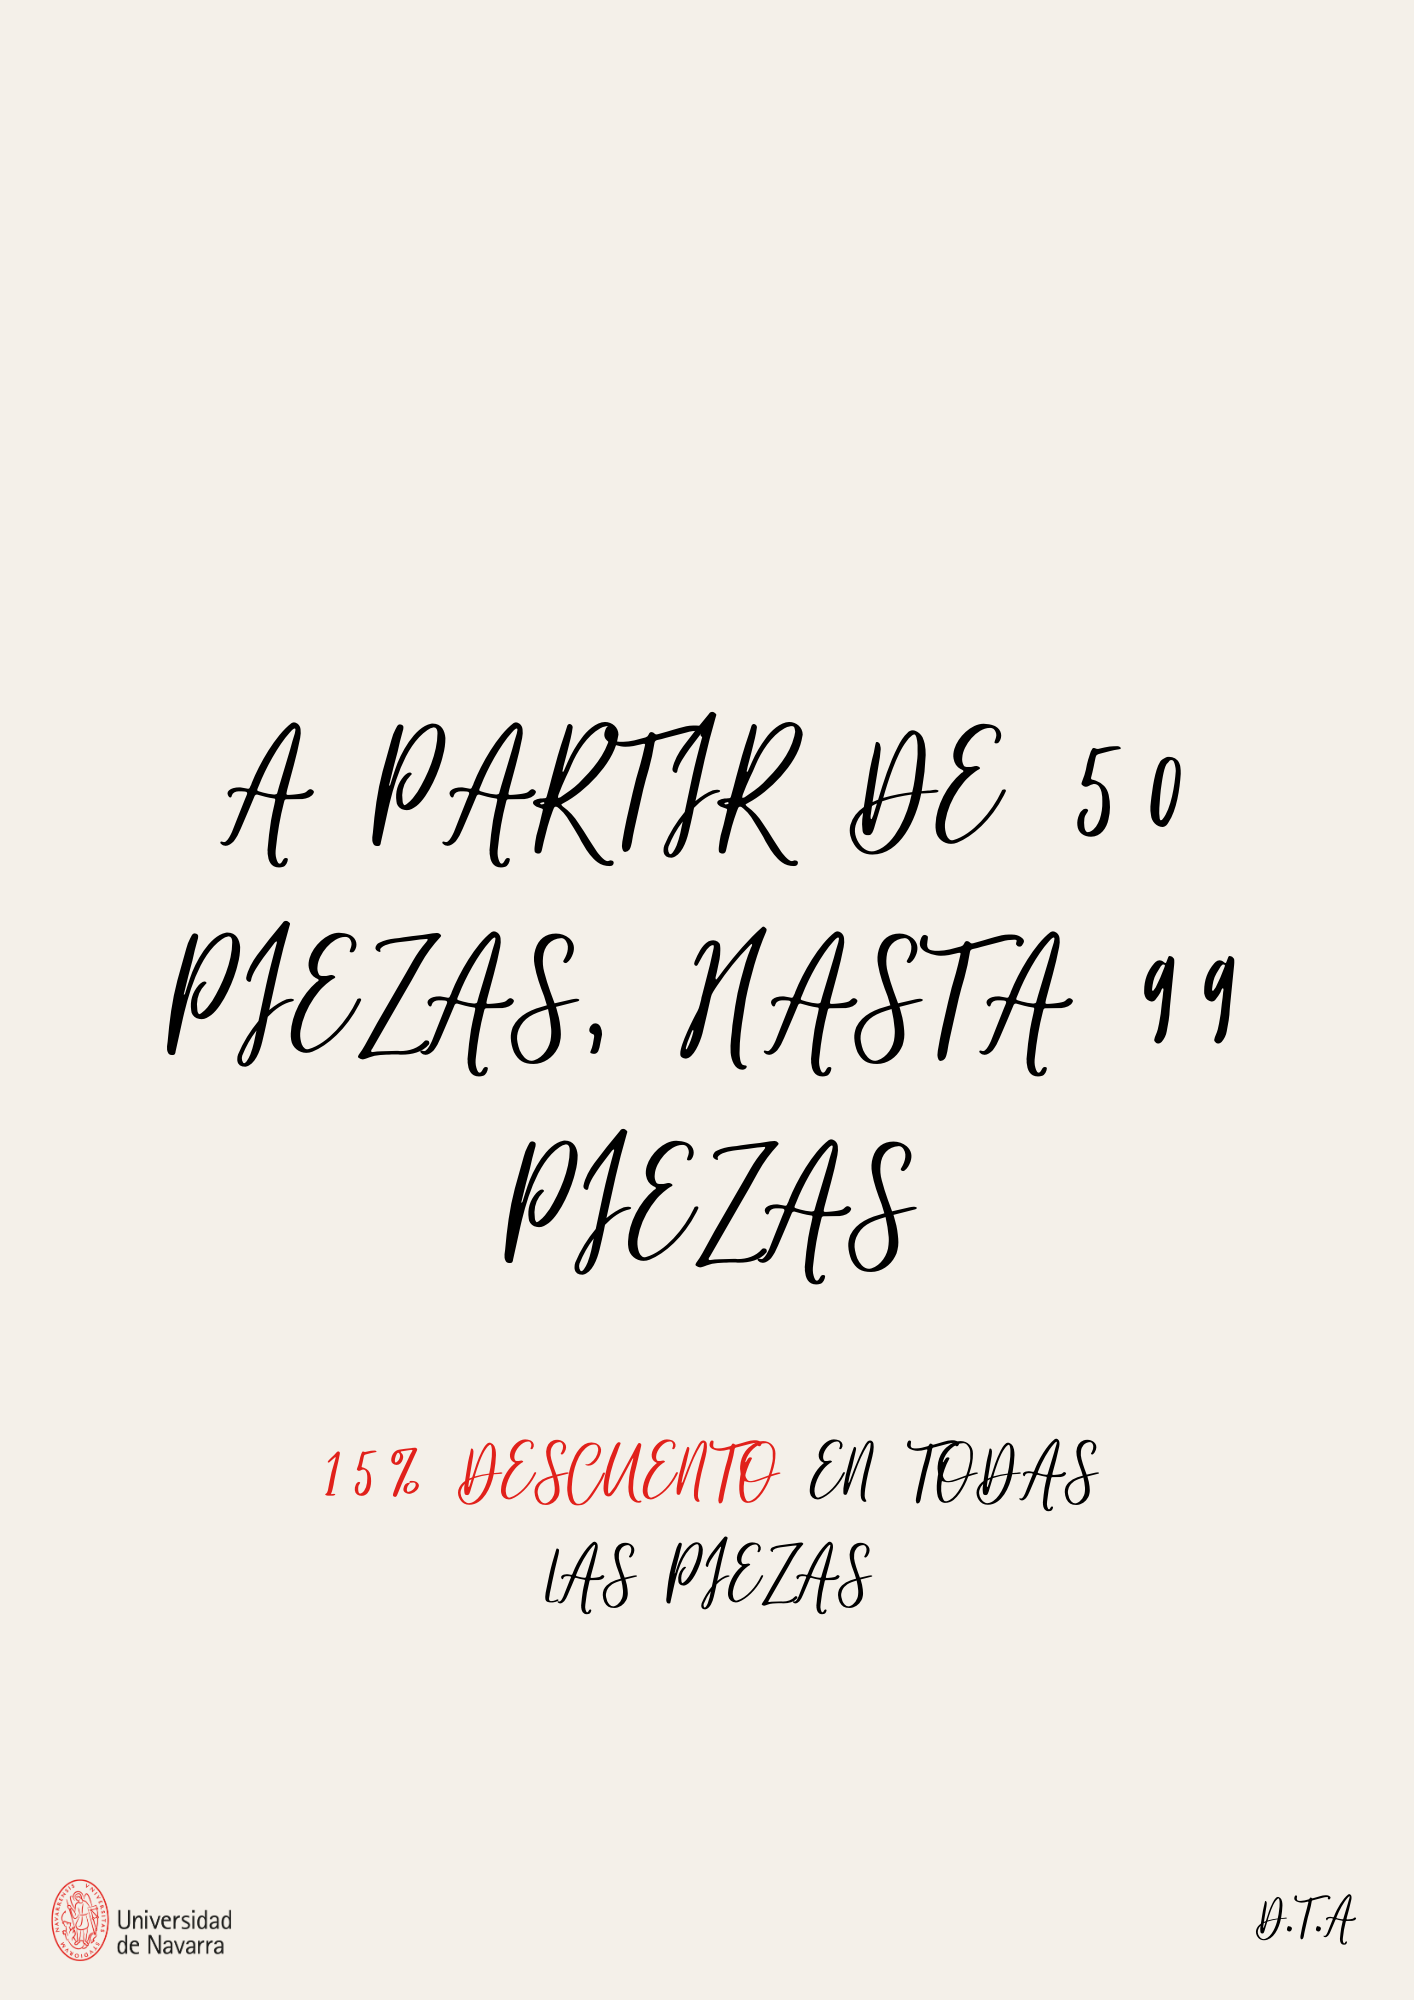 A PARTIR DE 50
PIEZAS, HASTA 99
PIEZAS
15% DESCUENTO EN TODAS
LAS PIEZAS
Universidad
de Navarra
D.T.A